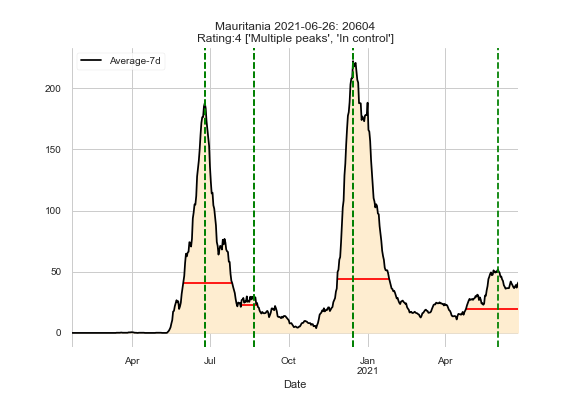 Mauritania 2021-06-26: 20604
Rating:4 ['Multiple peaks', 'In control']
Average-7d
200
150
100
50
0
Apr
Jul
Oct
Jan
2021
Apr
Date